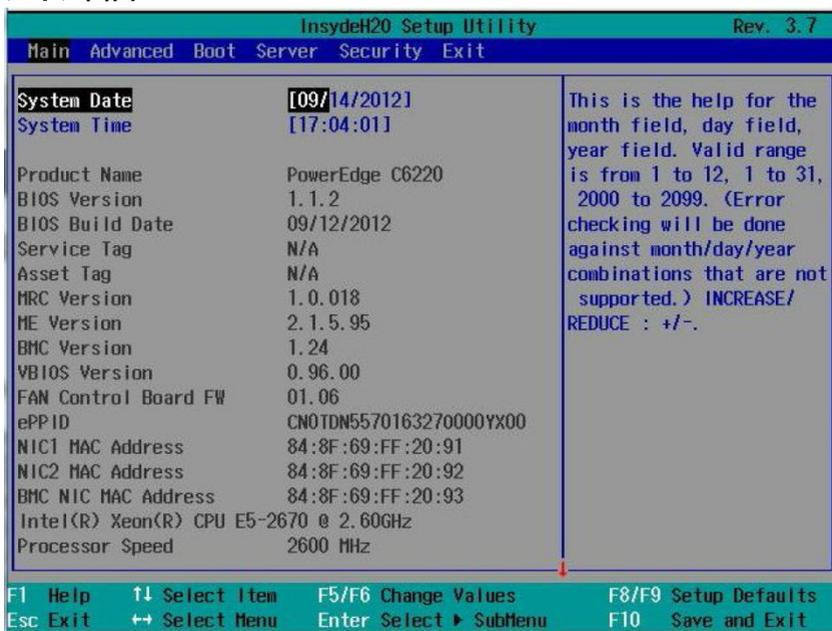 InsydeH20 Setup Utility Rev. 3.7
Main Advanced Boot Server Security Exit
System Date [09/14/2012]
System Time [17:04:01]
Product Name PowerEdge C6220
BIOS Version 1.1.2
BIOS Build Date 09/12/2012
Service Tag N/A
Asset Tag N/A
MRC Version 1.0.018
ME Version 2.1.5.95
BMC Version 1.24
VBIOS Version 0.96.00
FAN Control Board FW 01.06
ePPID CN0TDN5570163270000YX00
NIC1 MAC Address 84:8F:69:FF:20:91
NIC2 MAC Address 84:8F:69:FF:20:92
BMC NIC MAC Address 84:8F:69:FF:20:93
Intel(R) Xeon(R) CPU E5-2670 @ 2.60GHz
Processor Speed 2600 MHz
This is the help for the
month field, day field,
year field. Valid range
is from 1 to 12, 1 to 31,
2000 to 2099. (Error
checking will be done
against month/day/year
combinations that are not
supported.) INCREASE/
REDUCE : +/-.
F1 Help ↑↓ Select Item F5/F6 Change Values F8/F9 Setup Defaults
Esc Exit ↔ Select Menu Enter Select ▶ SubMenu F10 Save and Exit